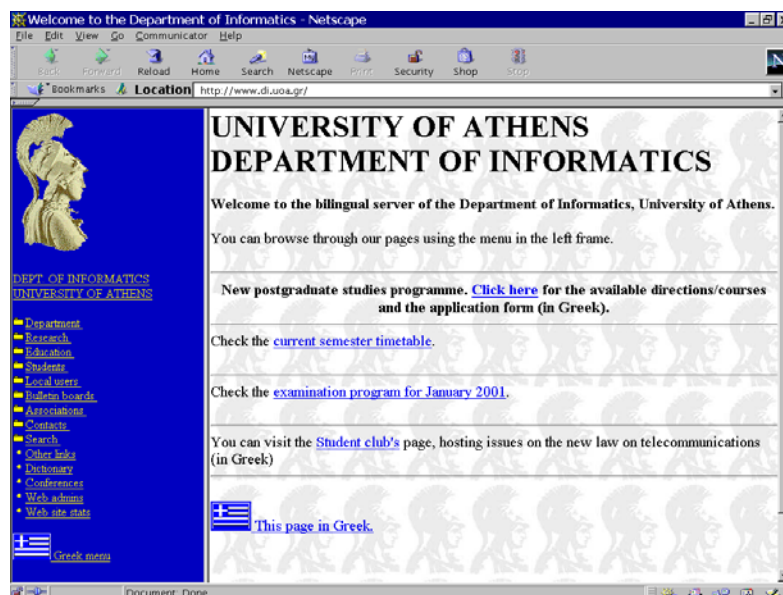 Welcome to the Department of Informatics - Netscape
File Edit View Go Communicator Help
Back Forward Reload Home Search Netscape Print Security Shop Stop
Bookmarks Location http://www.di.uoa.gr/
N
UNIVERSITY OF ATHENS
DEPARTMENT OF INFORMATICS
Welcome to the bilingual server of the Department of Informatics, University of Athens.
You can browse through our pages using the menu in the left frame.
New postgraduate studies programme. Click here for the available directions/courses
and the application form (in Greek).
Check the current semester timetable.
Check the examination program for January 2001.
You can visit the Student club's page, hosting issues on the new law on telecommunications
(in Greek)
This page in Greek.
DEPT OF INFORMATICS
UNIVERSITY OF ATHENS
Department
Research
Education
Students
Local users
Bulletin boards
Associations
Contacts
Search
Other links
Dictionary
Conferences
Web admins
Web site stats
Greek menu
Document: Done